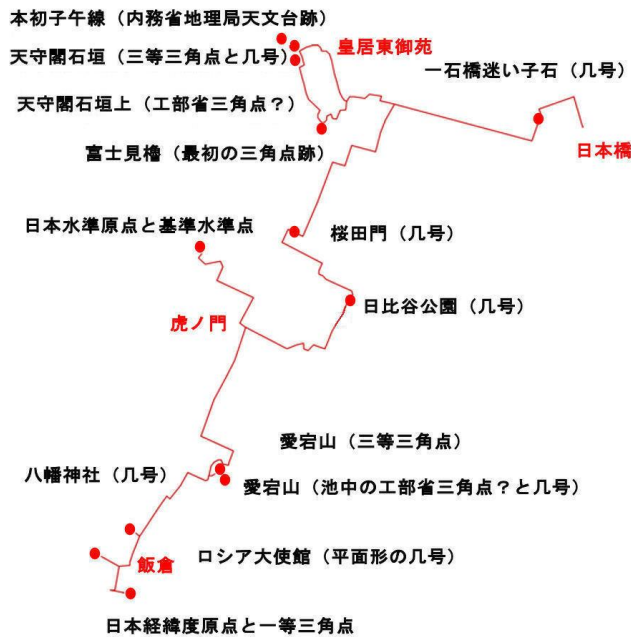 本初子午線（内務省地理局天文台跡）
天守閣石垣（三等三角点と几号）
皇居東御苑
一石橋迷い子石（几号）
天守閣石垣上（工部省三角点？）
富士見櫓（最初の三角点跡）
日本橋
日本水準原点と基準水準点
桜田門（几号）
日比谷公園（几号）
虎ノ門
愛宕山（三等三角点）
八幡神社（几号）
愛宕山（池中の工部省三角点？と几号）
飯倉
ロシア大使館（平面形の几号）
日本経緯度原点と一等三角点